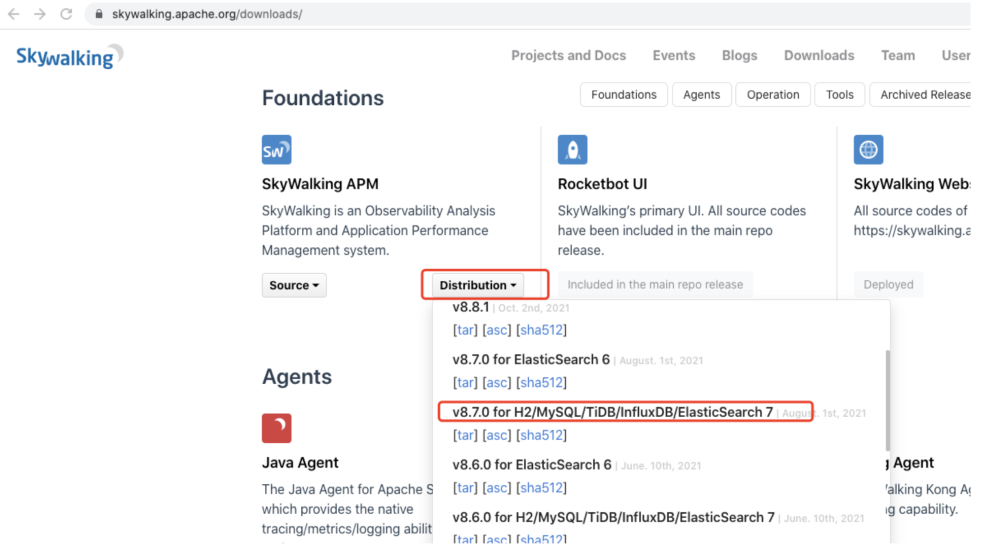 skywalking.apache.org/downloads/
Skywalking
Projects and Docs Events Blogs Downloads Team User
Foundations
Foundations Agents Operation Tools Archived Release
SW
SkyWalking APM
SkyWalking is an Observability Analysis
Platform and Application Performance
Management system.
Source
Distribution
Rocketbot UI
SkyWalking's primary UI. All source codes
have been included in the main repo
release.
Included in the main repo release
SkyWalking Web
All source codes of
https://skywalking.a
Deployed
v8.8.1 | Oct. 2nd, 2021
[tar] [asc] [sha512]
v8.7.0 for ElasticSearch 6 | August. 1st, 2021
[tar] [asc] [sha512]
v8.7.0 for H2/MySQL/TiDB/InfluxDB/ElasticSearch 7 | August. 1st, 2021
[tar] [asc] [sha512]
v8.6.0 for ElasticSearch 6 | June. 10th, 2021
[tar] [asc] [sha512]
v8.6.0 for H2/MySQL/TiDB/InfluxDB/ElasticSearch 7 | June. 10th, 2021
[tar] [asc] [sha512]
Agents
Java Agent
The Java Agent for Apache S
which provides the native
tracing/metrics/logging abilit
Agent
Walking Kong Ag
ng capability.